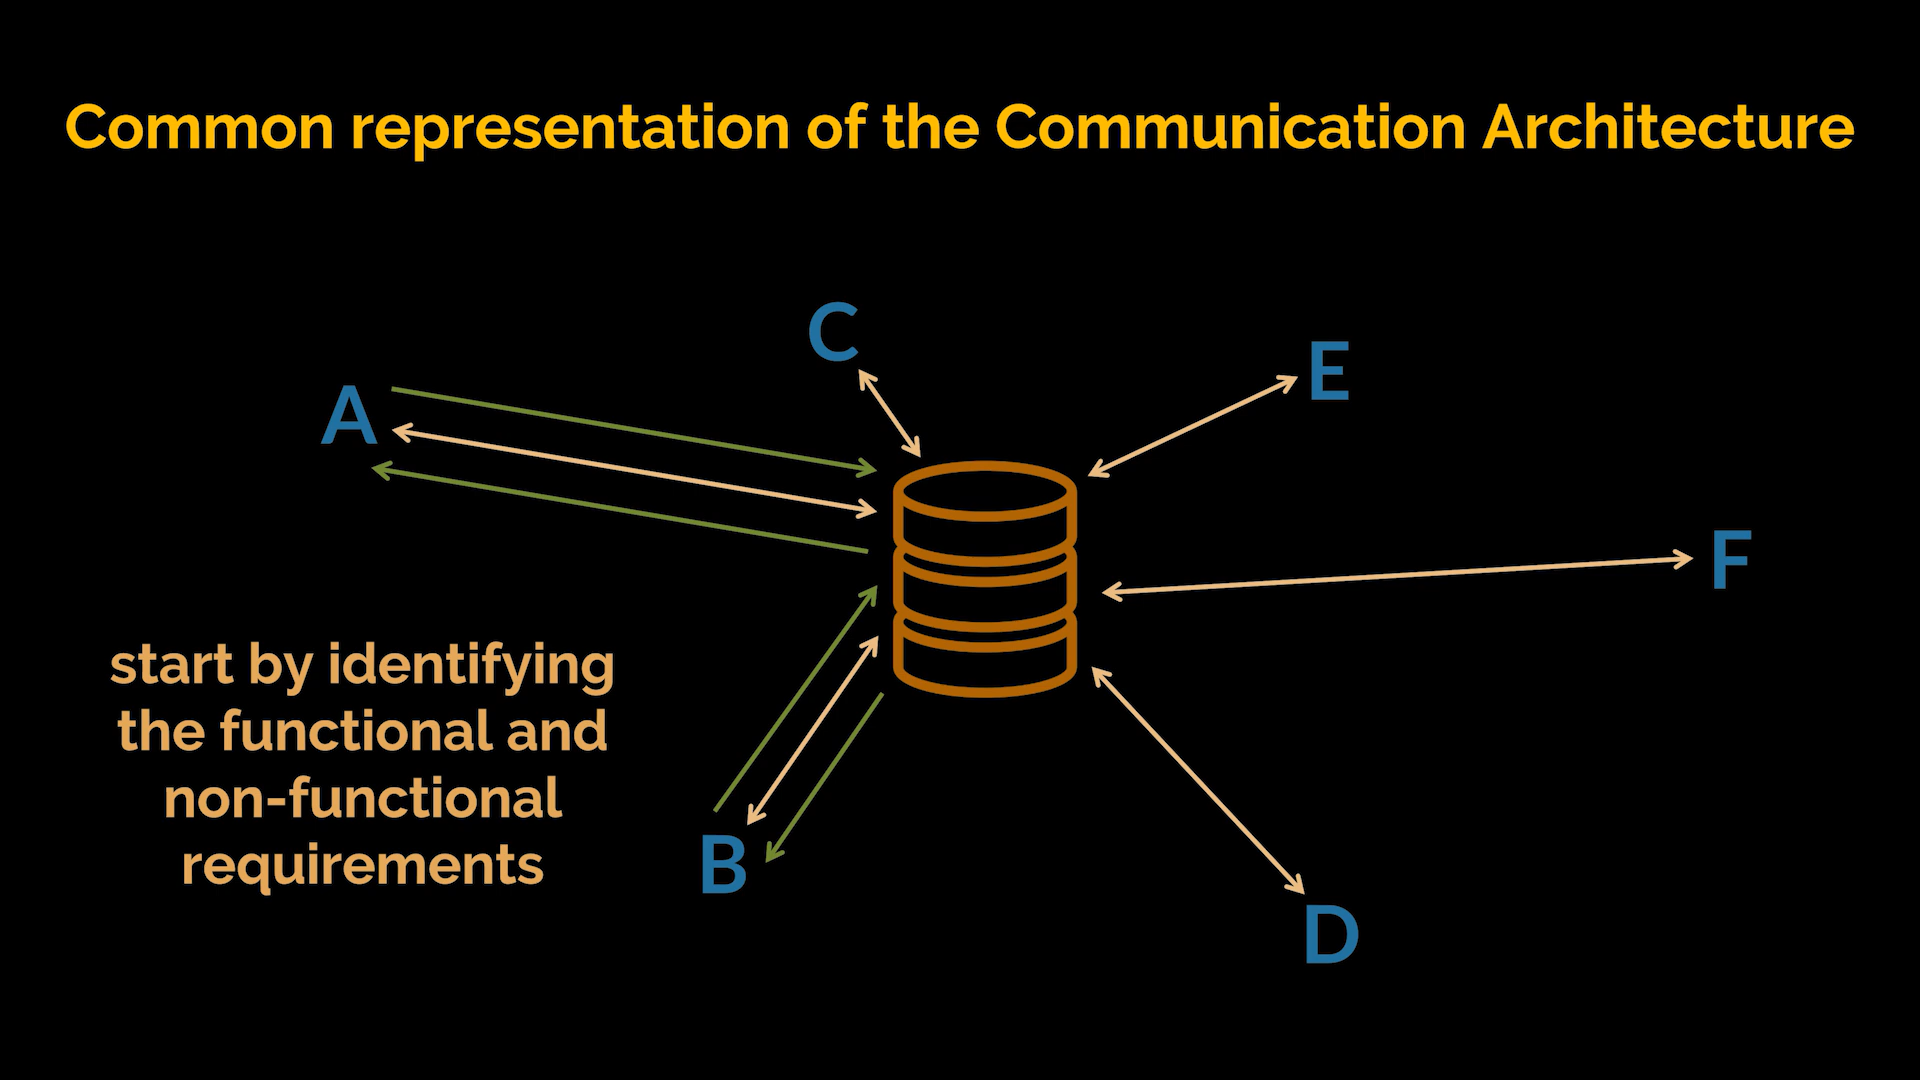 Common representation of the Communication Architecture
C
E
A
F
start by identifying
the functional and
non-functional
requirements
B
D